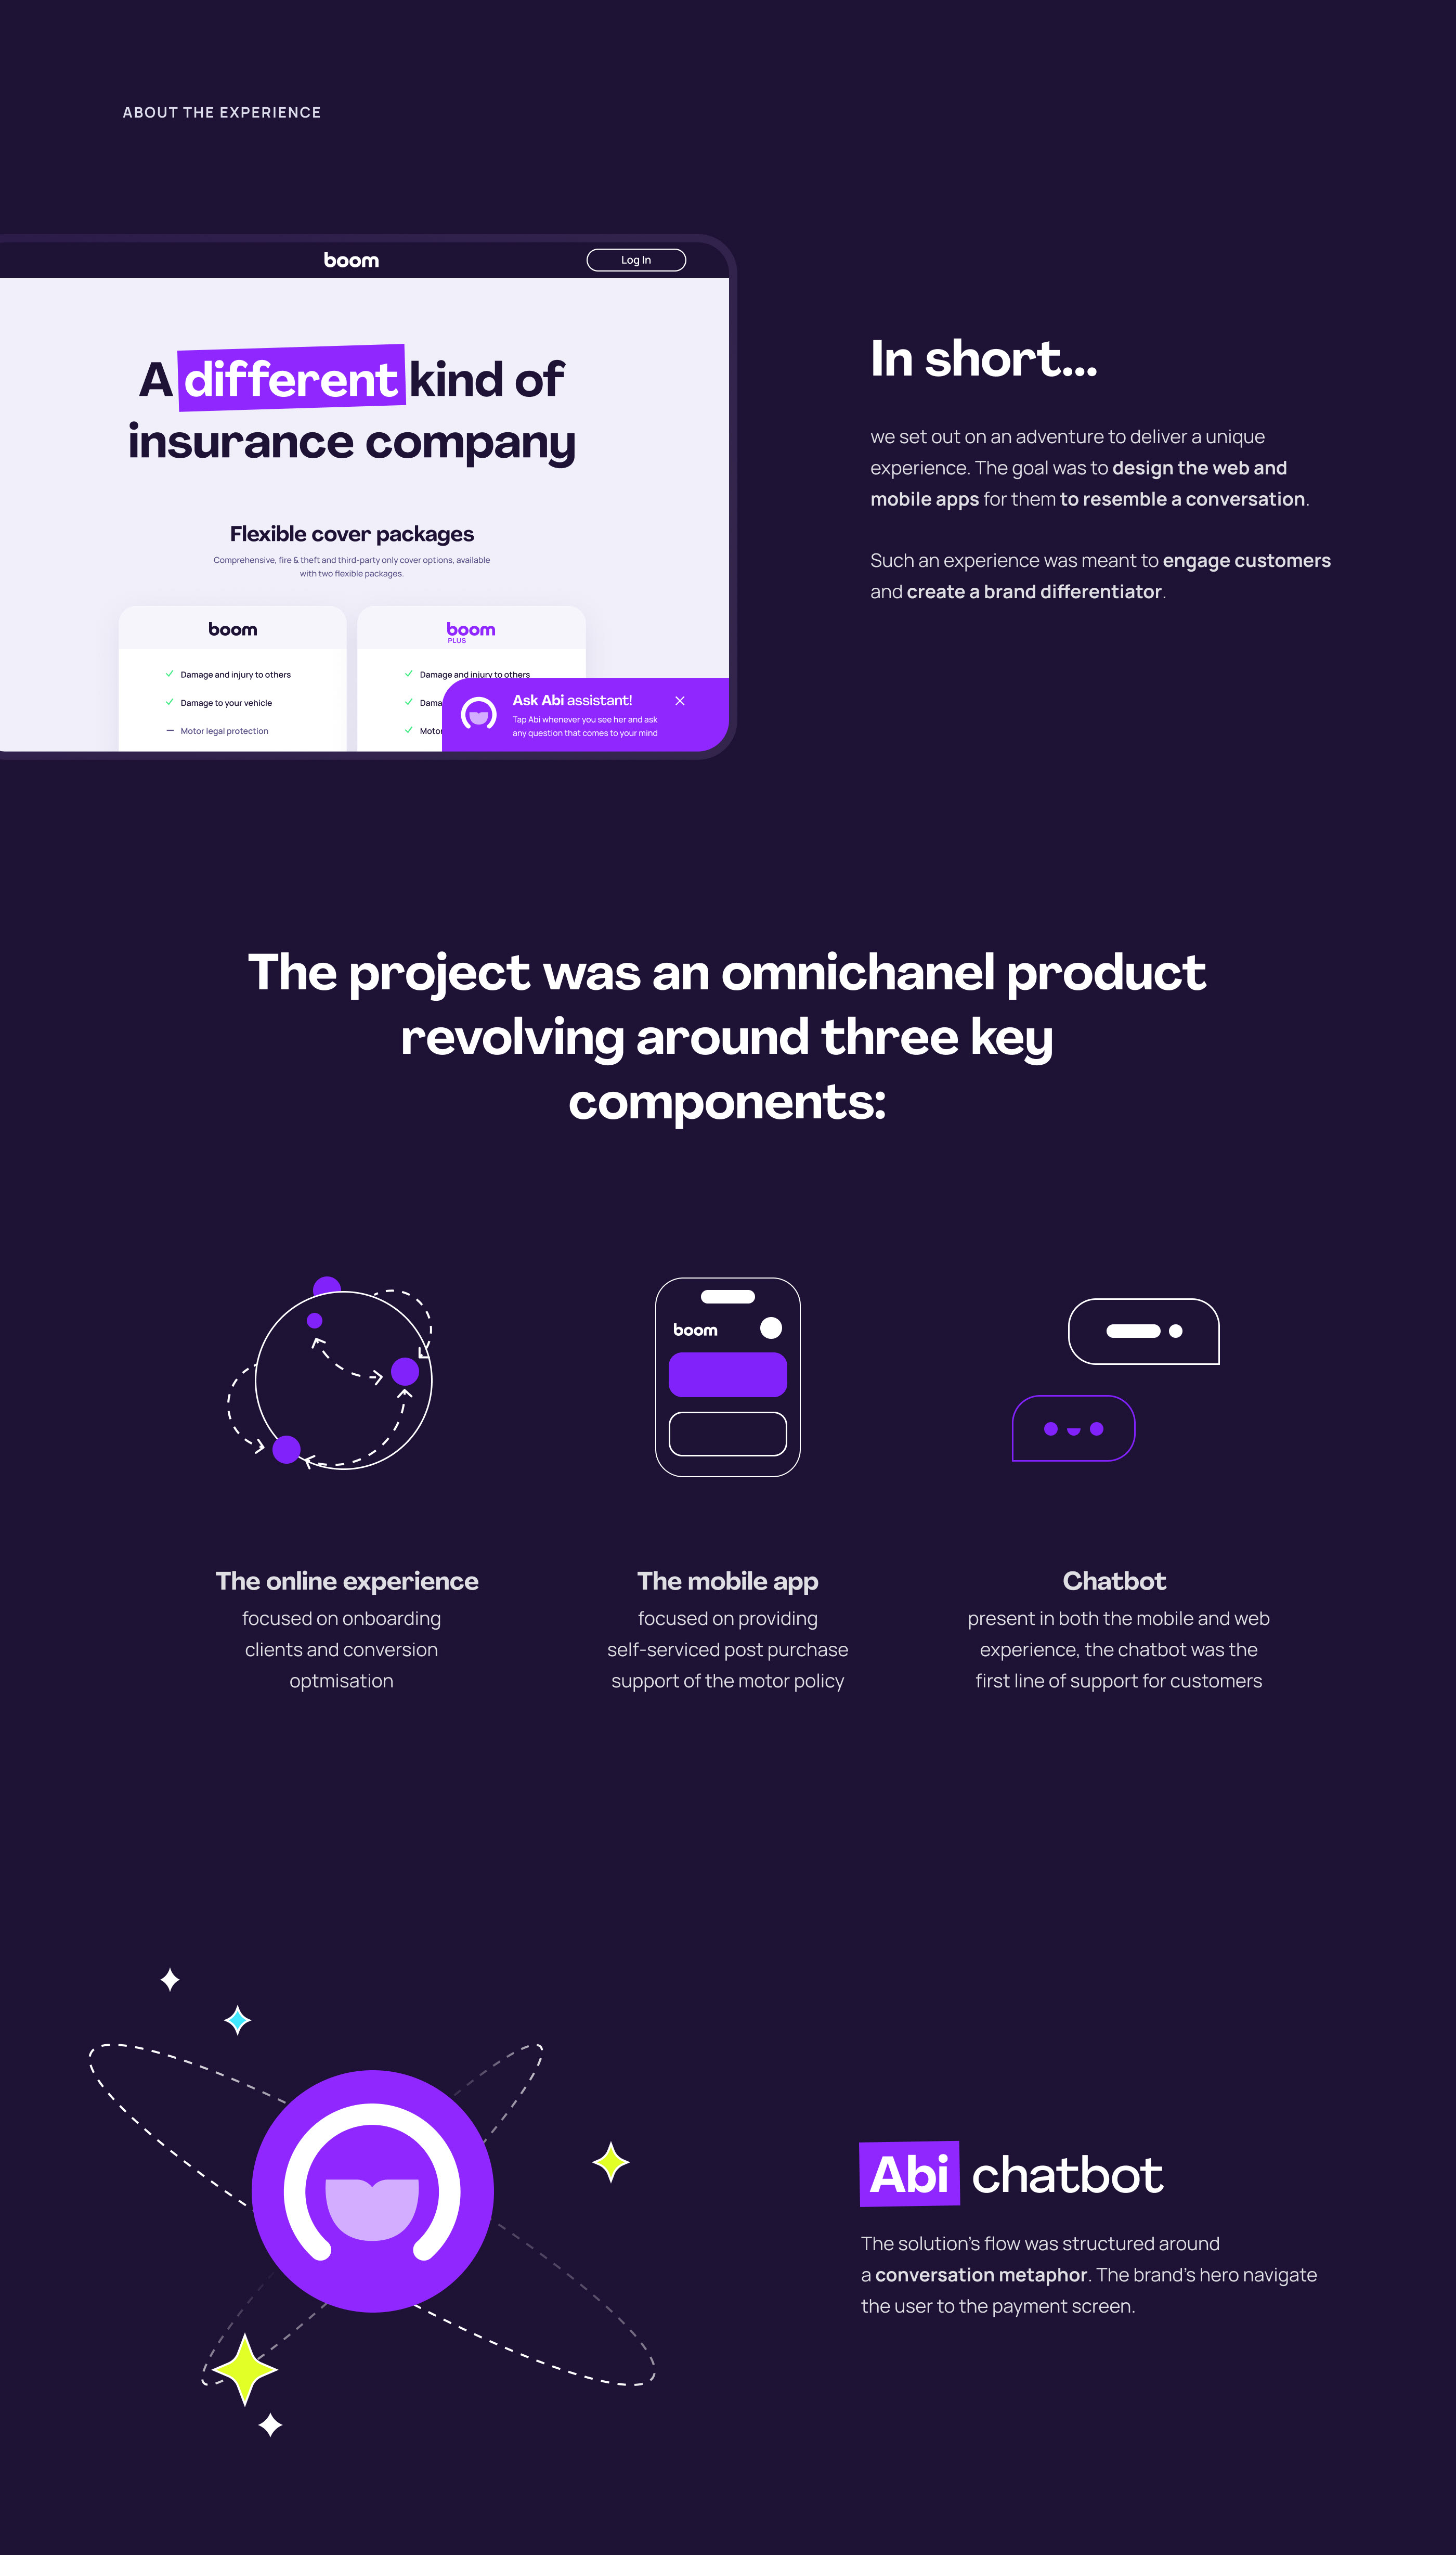 ABOUT THE EXPERIENCE
boom
Log In
A different kind of
insurance company
Flexible cover packages
Comprehensive, fire & theft and third-party only cover options, available
with two flexible packages.
boom
Damage and injury to others
Damage to your vehicle
Motor legal protection
boom
PLUS
Damage and injury to others
Dama
Motor
Ask Abi assistant!
Tap Abi whenever you see her and ask
any question that comes to your mind
In short...
we set out on an adventure to deliver a unique
experience. The goal was to design the web and
mobile apps for them to resemble a conversation.
Such an experience was meant to engage customers
and create a brand differentiator.
The project was an omnichanel product
revolving around three key
components:
boom
The online experience
focused on onboarding
clients and conversion
optmisation
The mobile app
focused on providing
self-serviced post purchase
support of the motor policy
Chatbot
present in both the mobile and web
experience, the chatbot was the
first line of support for customers
Abi chatbot
The solution's flow was structured around
a conversation metaphor. The brand's hero navigate
the user to the payment screen.